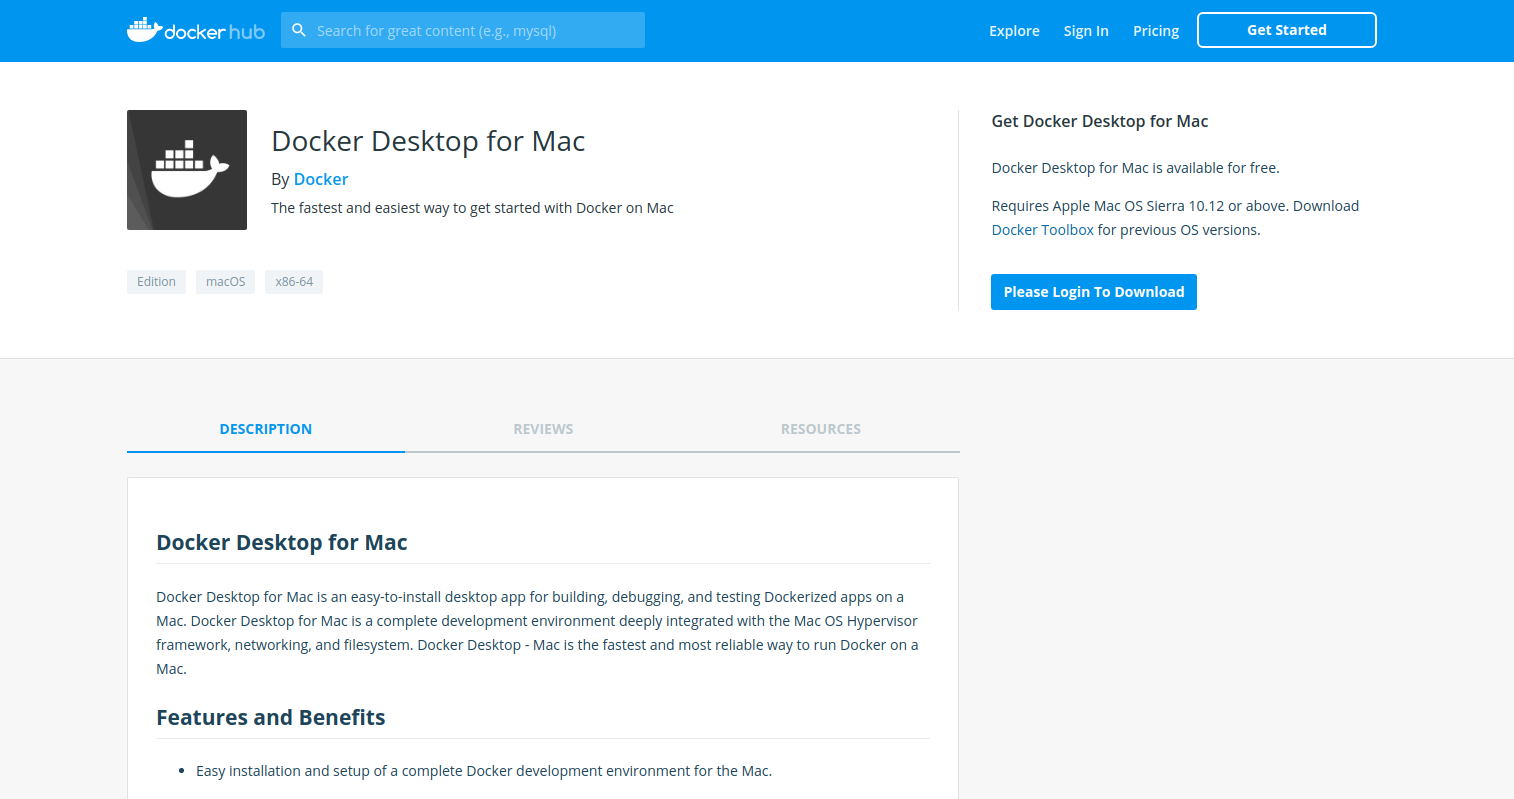 docker hub
Search for great content (e.g., mysql)
Explore
Sign In
Pricing
Get Started
Docker Desktop for Mac
By Docker
The fastest and easiest way to get started with Docker on Mac
Edition
macOS
x86-64
Get Docker Desktop for Mac
Docker Desktop for Mac is available for free.
Requires Apple Mac OS Sierra 10.12 or above. Download
Docker Toolbox for previous OS versions.
Please Login To Download
DESCRIPTION
REVIEWS
RESOURCES
Docker Desktop for Mac
Docker Desktop for Mac is an easy-to-install desktop app for building, debugging, and testing Dockerized apps on a
Mac. Docker Desktop for Mac is a complete development environment deeply integrated with the Mac OS Hypervisor
framework, networking, and filesystem. Docker Desktop - Mac is the fastest and most reliable way to run Docker on a
Mac.
Features and Benefits
• Easy installation and setup of a complete Docker development environment for the Mac.